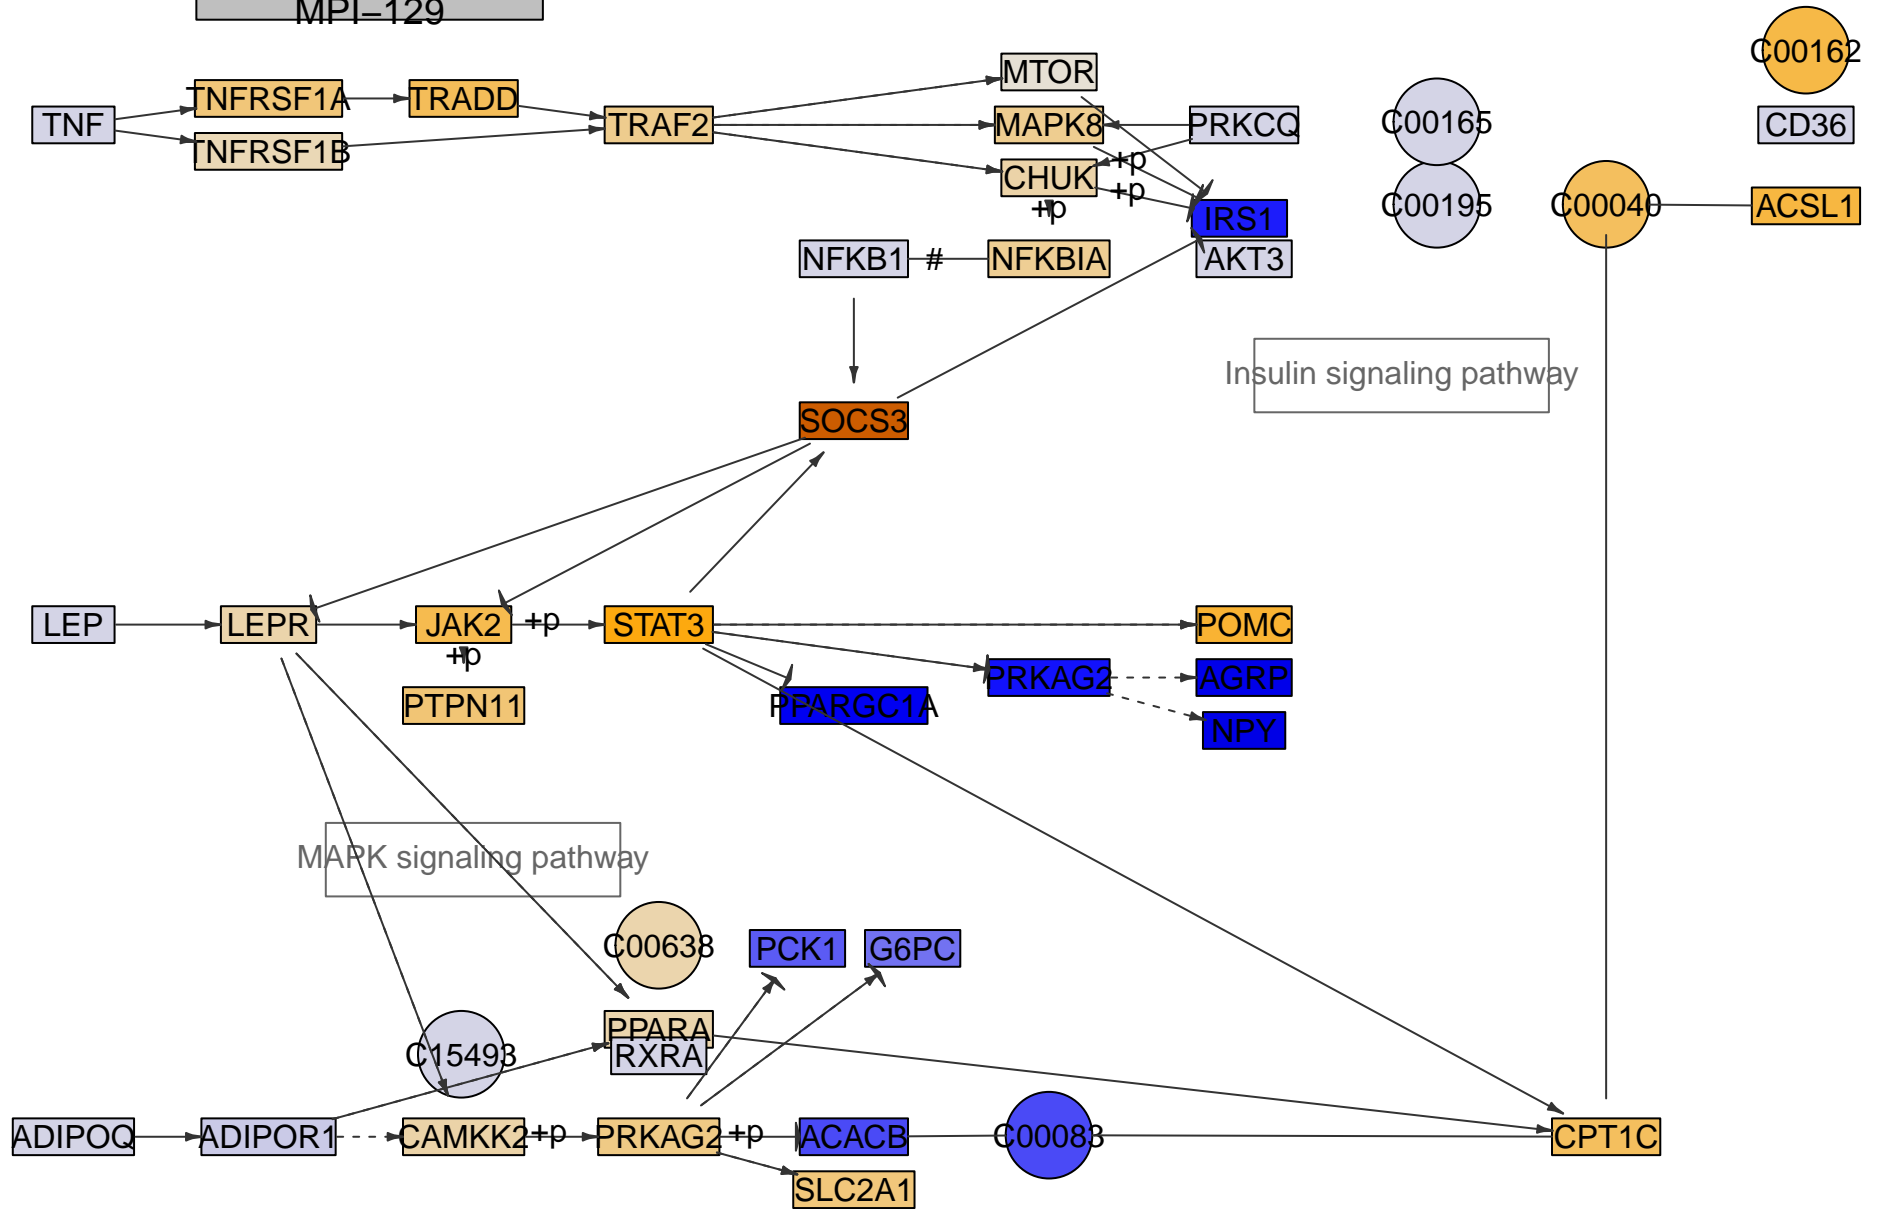 MPI–129
C00162
TNF
TNFRSF1A
TRADD
TNFRSF1B
TRAF2
MTOR
MAPK8
PRKCQ
C00165
CD36
+p
CHUK
+p
+p
IRS1
C00195
C00040
ACSL1
NFKB1
#
NFKBIA
AKT3
Insulin signaling pathway
SOCS3
LEP
LEPR
JAK2
+p
STAT3
POMC
+p
PRKAG2
AGRP
PTPN11
PPARGC1A
NPY
MAPK signaling pathway
C00638
PCK1
G6PC
PPARA
C15493
RXRA
ADIPOQ
ADIPOR1
CAMKK2
+p
PRKAG2
+p
ACACB
C00083
CPT1C
SLC2A1